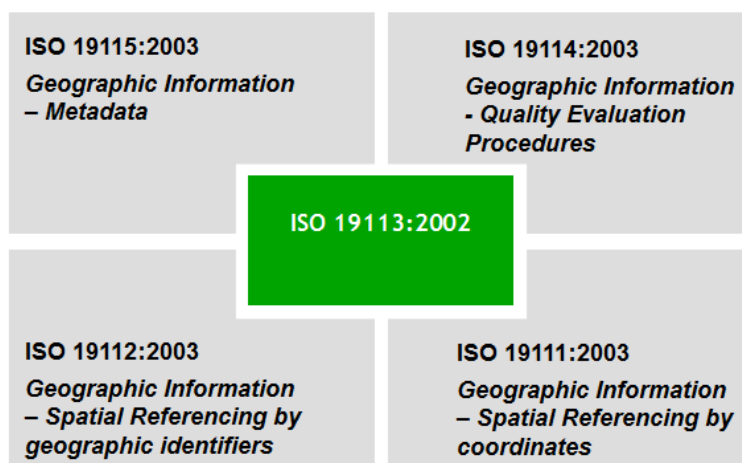 ISO 19115:2003
Geographic Information
– Metadata
ISO 19114:2003
Geographic Information
- Quality Evaluation
Procedures
ISO 19113:2002
ISO 19112:2003
Geographic Information
– Spatial Referencing by
geographic identifiers
ISO 19111:2003
Geographic Information
– Spatial Referencing by
coordinates